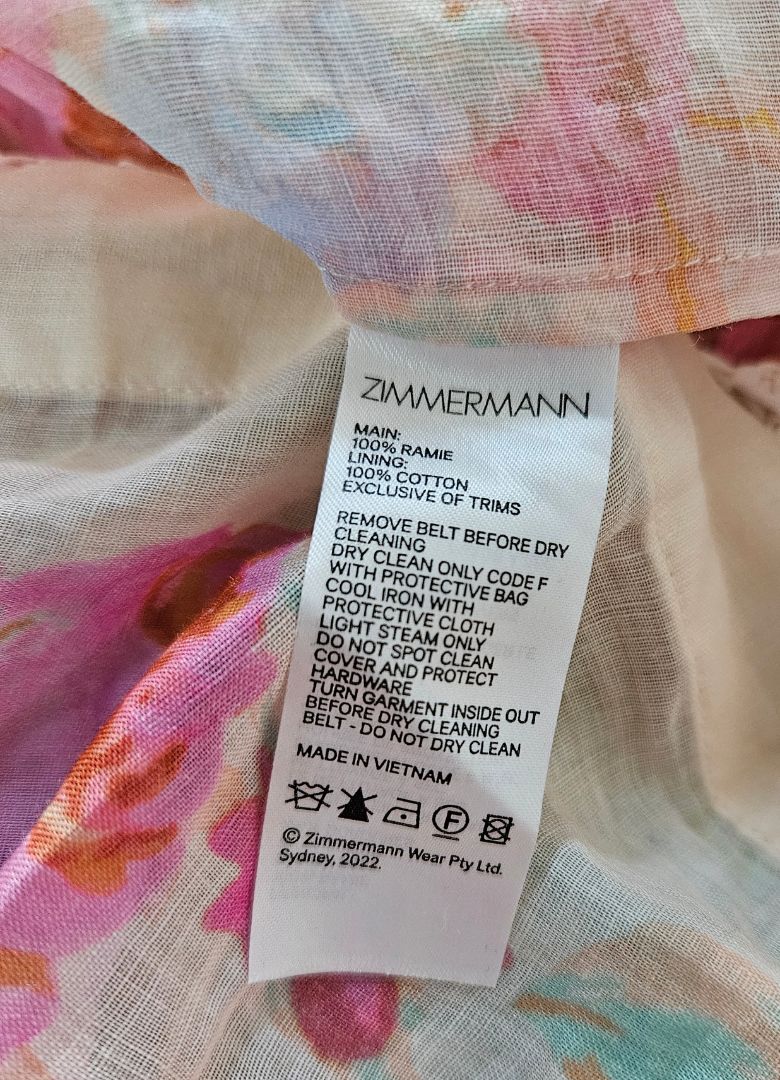 ZIMMERMANN
MAIN:
100% RAMIE
LINING:
100% COTTON
EXCLUSIVE OF TRIMS
REMOVE BELT BEFORE DRY
CLEANING
DRY CLEAN ONLY CODE F
WITH PROTECTIVE BAG
COOL IRON WITH
PROTECTIVE CLOTH
LIGHT STEAM ONLY
DO NOT SPOT CLEAN
COVER AND PROTECT
HARDWARE
TURN GARMENT INSIDE OUT
BEFORE DRY CLEANING
BELT - DO NOT DRY CLEAN
MADE IN VIETNAM
F
© Zimmermann Wear Pty Ltd.
Sydney, 2022.